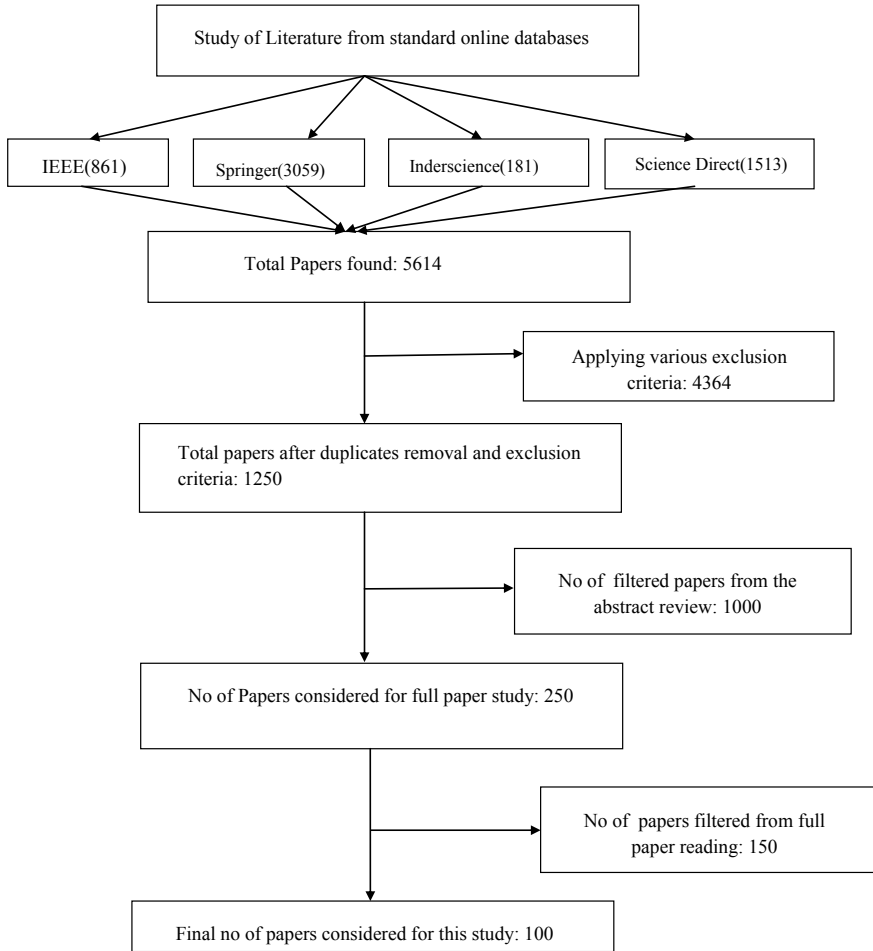 Study of Literature from standard online databases
IEEE(861)
Springer(3059)
Inderscience(181)
Science Direct(1513)
Total Papers found: 5614
Applying various exclusion
criteria: 4364
Total papers after duplicates removal and exclusion
criteria: 1250
No of filtered papers from the
abstract review: 1000
No of Papers considered for full paper study: 250
No of papers filtered from full
paper reading: 150
Final no of papers considered for this study: 100